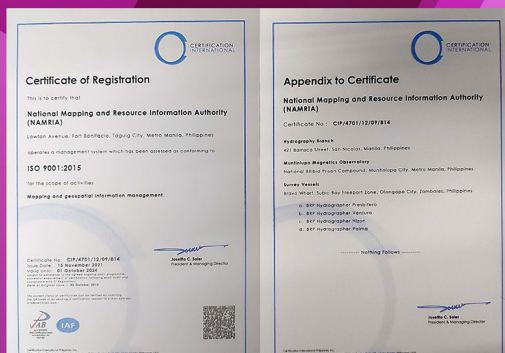 CERTIFICATION
INTERNATIONAL
Certificate of Registration
This is to certify that
National Mapping and Resource Information Authority
(NAMRIA)
Lawton Avenue, Fort Bonifacio, Taguig City, Metro Manila, Philippines
operates a management system which has been assessed as conforming to
ISO 9001:2015
for the scope of activities
Mapping and geospatial information management.
Certificate No: CIP/4701/12/09/814
Issue Date: 10 November 2021
Valid until: 01 October 2024
Joselito C. Soler
President & Managing Director
IAF
CERTIFICATION
INTERNATIONAL
Appendix to Certificate
National Mapping and Resource Information Authority
(NAMRIA)
Certificate No.: CIP/4701/12/09/814
Hydrography Branch
421 Barraca Street, San Nicolas, Manila, Philippines
Muntinlupa Magnetics Observatory
National Bilibid Prison Compound, Muntinlupa City, Metro Manila, Philippines
Survey Vessels
Bravo Wharf, Subic Bay Freeport Zone, Olongapo City, Zambales, Philippines
a. BRP Hydrographer Presbitero
b. BRP Hydrographer Ventura
c. BRP Hydrographer Hizon
d. BRP Hydrographer Palma
---------- Nothing Follows ----------
Joselito C. Soler
President & Managing Director